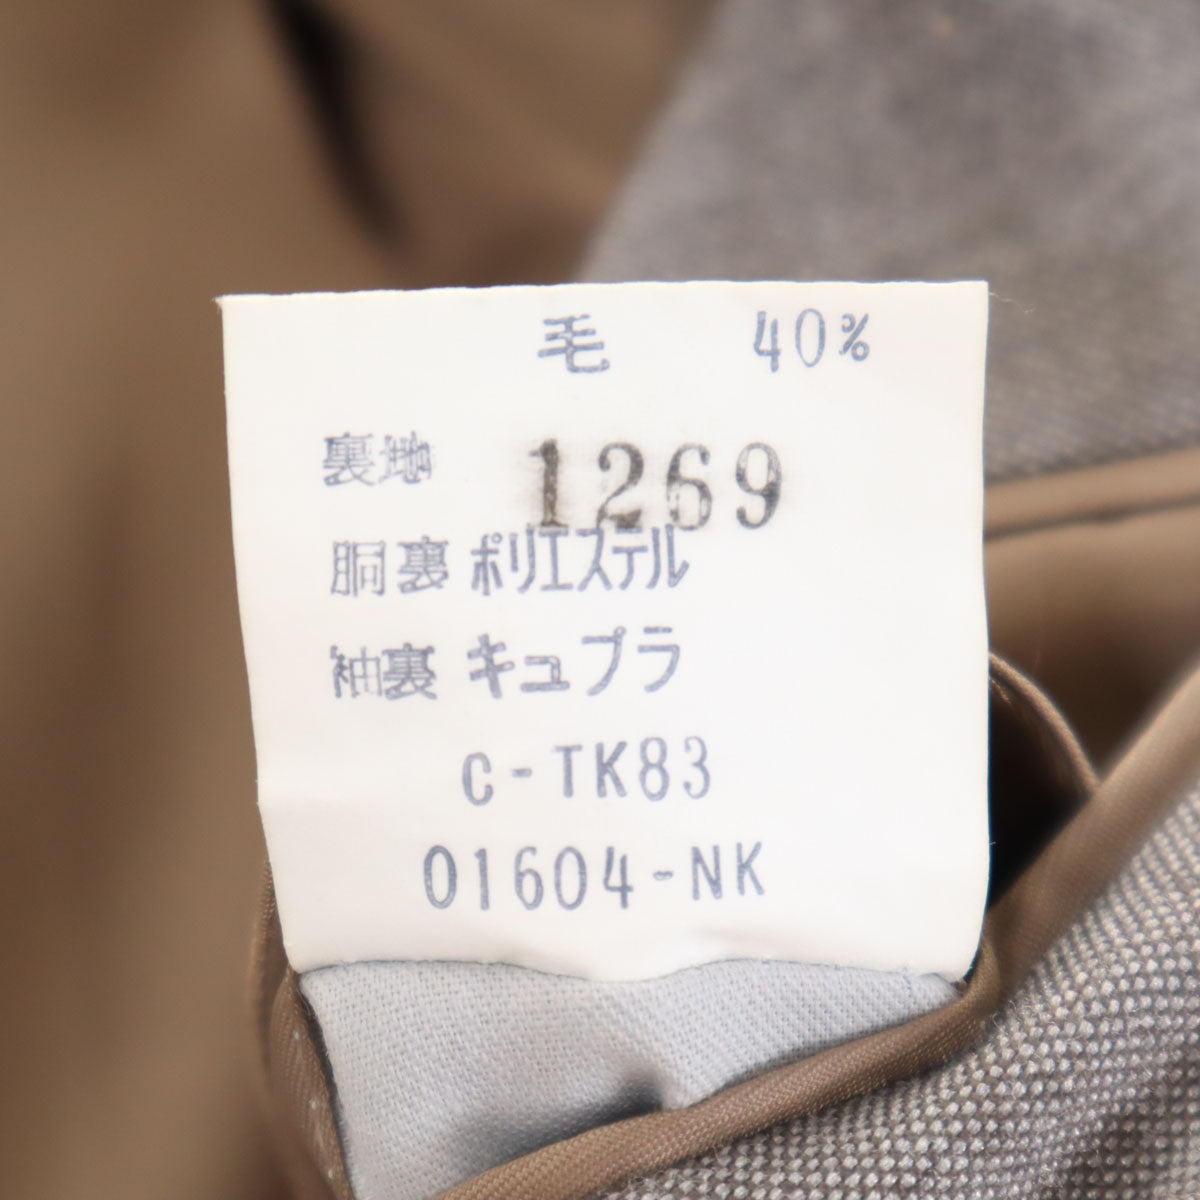 毛 40%
裏地 1269
胴裏 ポリエステル
袖裏 キュプラ
C-TK83
01604-NK